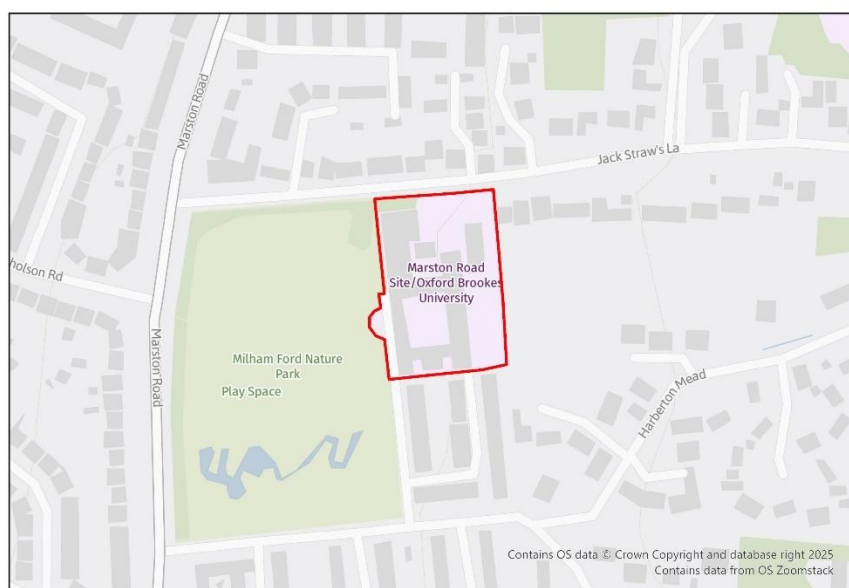 Marston Road
Jack Straw's La
Marston Road
Site/Oxford Brookes
University
holson Rd
Milham Ford Nature
Park
Play Space
Marston Road
Harberton Mead
Contains OS data © Crown Copyright and database right 2025
Contains data from OS Zoomstack